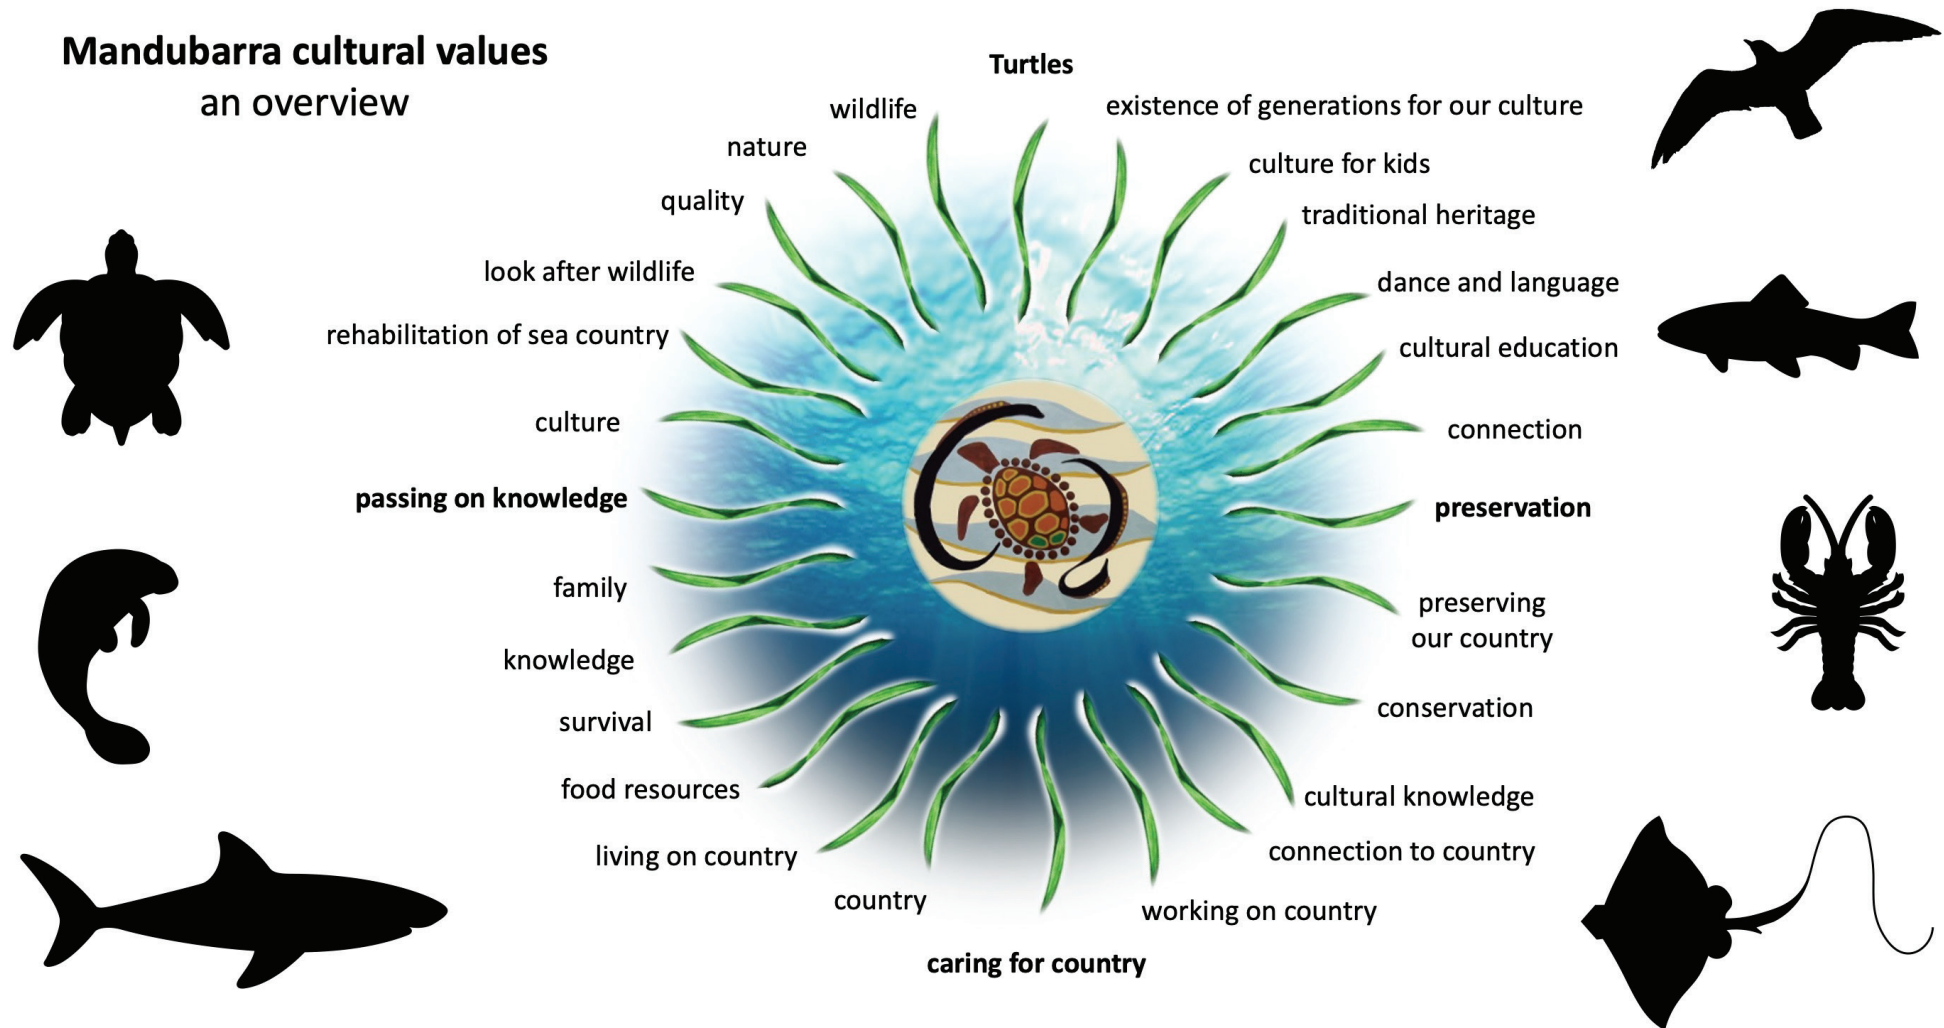 Mandubarra cultural values
an overview
Turtles
existence of generations for our culture
culture for kids
traditional heritage
dance and language
cultural education
connection
preservation
preserving
our country
conservation
cultural knowledge
connection to country
working on country
caring for country
country
living on country
food resources
survival
knowledge
family
passing on knowledge
culture
rehabilitation of sea country
look after wildlife
quality
nature
wildlife